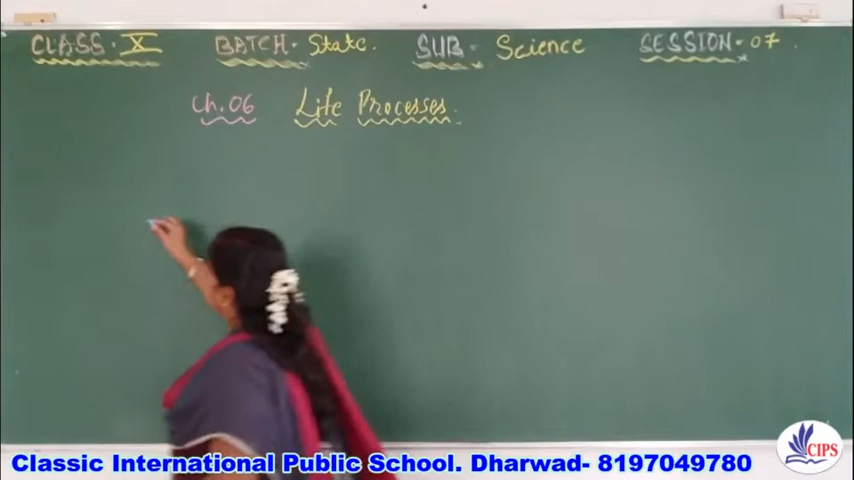 CLASS - X BATCH - State. SUB - Science SESSION - 07
Ch. 06 Life Processes.
CIPS
Classic International Public School. Dharwad- 8197049780